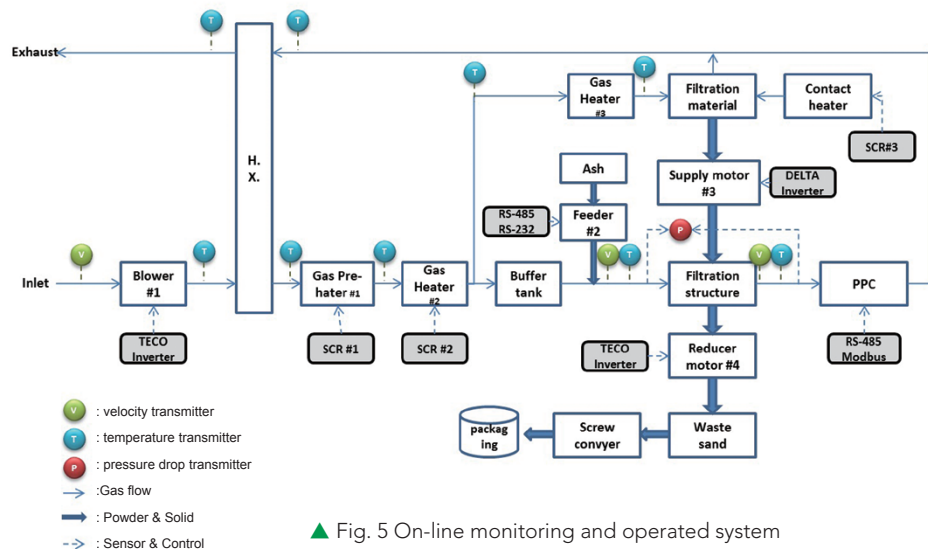 T
T
Exhaust
T
T
Gas
Heater
#3
Filtration
material
Contact
heater
H.
X.
SCR#3
Ash
Supply motor
#3
DELTA
Inverter
RS-485
RS-232
Feeder
#2
P
V
T
T
T
V
T
V
T
Inlet
Blower
#1
Gas Pre-
hater #1
Gas
Heater
#2
Buffer
tank
Filtration
structure
PPC
TECO
Inverter
SCR #1
SCR #2
TECO
Inverter
Reducer
motor #4
RS-485
Modbus
V : velocity transmitter
T : temperature transmitter
P : pressure drop transmitter
:Gas flow
: Powder & Solid
: Sensor & Control
packag
ing
Screw
convyer
Waste
sand
▲ Fig. 5 On-line monitoring and operated system